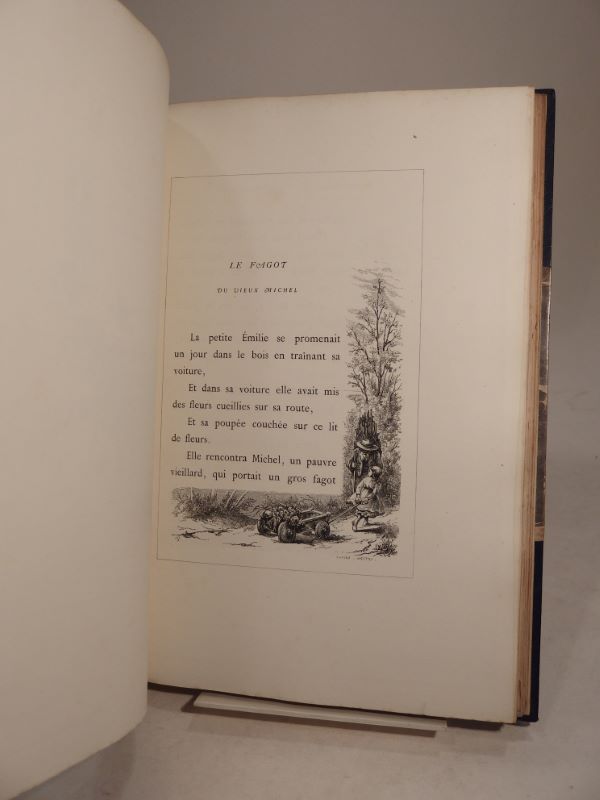 LE FAGOT
DU VIEUX MICHEL
La petite Émilie se promenait
un jour dans le bois en traînant sa
voiture,
Et dans sa voiture elle avait mis
des fleurs cueillies sur sa route,
Et sa poupée couchée sur ce lit
de fleurs.
Elle rencontra Michel, un pauvre
vieillard, qui portait un gros fagot